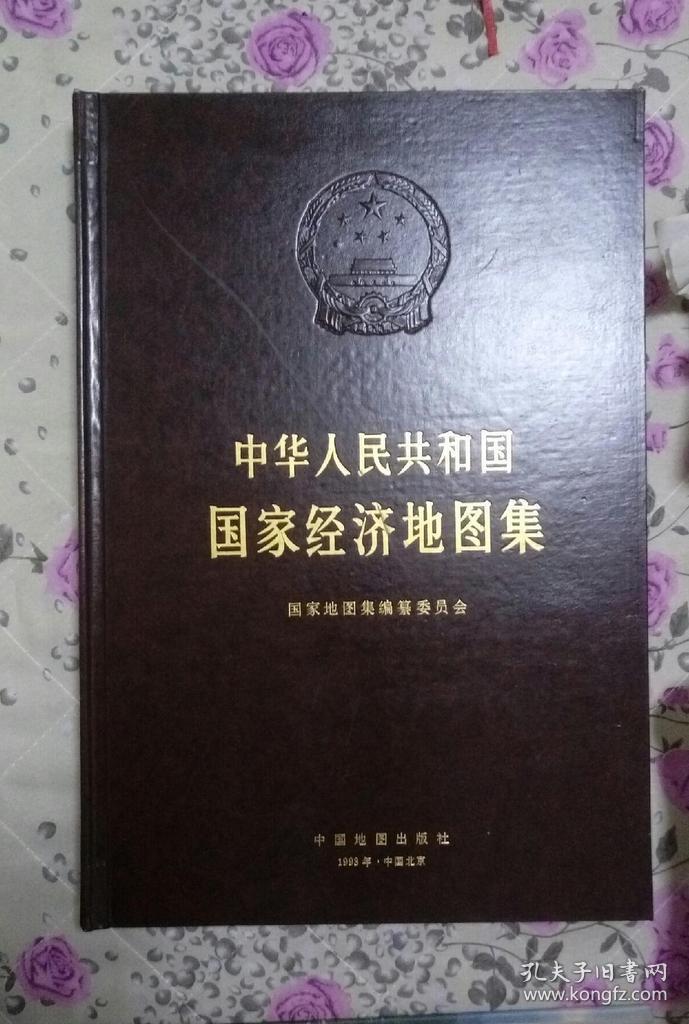 中华人民共和国
国家经济地图集
国家地图集编纂委员会
中国地图出版社
1993年·中国北京
孔夫子旧书网
www.kongfz.com